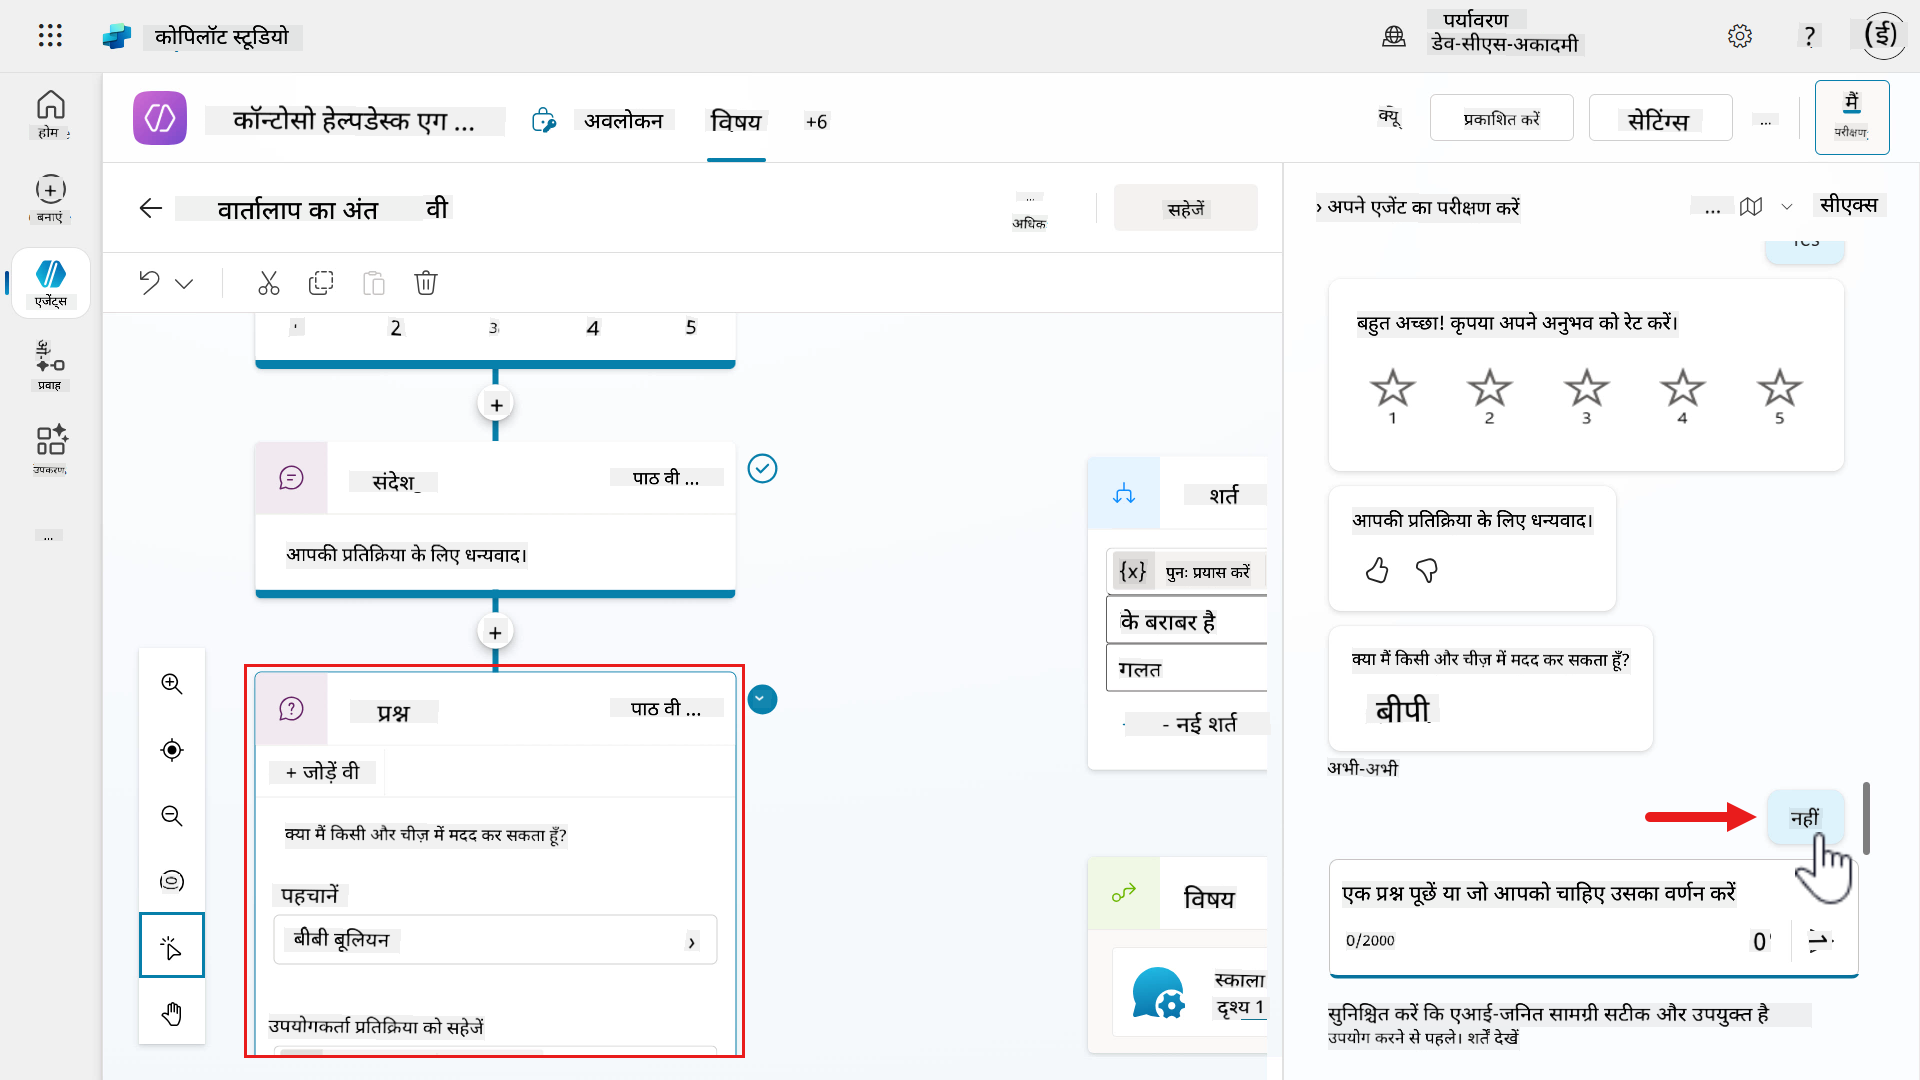 कोपिलॉट स्टूडियो
पर्यावरण
डेव-सीएस-अकादमी
?
(ई)
होम
बनाएं
एजेंट्स
प्रवाह
उपकरण
...
कॉन्टोसो हेल्पडेस्क एग ...
अवलोकन
विषय
+6
क्यू
प्रकाशित करें
सेटिंग्स
...
मैं
परीक्षण
वार्तालाप का अंत
वी
...
अधिक
सहेजें
2
3
4
5
संदेश
पाठ वी ...
आपकी प्रतिक्रिया के लिए धन्यवाद।
प्रश्न
पाठ वी ...
+ जोड़ें वी
क्या मैं किसी और चीज़ में मदद कर सकता हूँ?
पहचानें
बीबी बूलियन
उपयोगकर्ता प्रतिक्रिया को सहेजें
शर्त
{x} पुनः प्रयास करें
के बराबर है
गलत
- नई शर्त
विषय
स्काला
दृश्य 1
› अपने एजेंट का परीक्षण करें
...
सीएक्स
Yes
बहुत अच्छा! कृपया अपने अनुभव को रेट करें।
1 2 3 4 5
आपकी प्रतिक्रिया के लिए धन्यवाद।
क्या मैं किसी और चीज़ में मदद कर सकता हूँ?
बीपी
अभी-अभी
नहीं
एक प्रश्न पूछें या जो आपको चाहिए उसका वर्णन करें
0/2000
0
सुनिश्चित करें कि एआई-जनित सामग्री सटीक और उपयुक्त है
उपयोग करने से पहले। शर्तें देखें